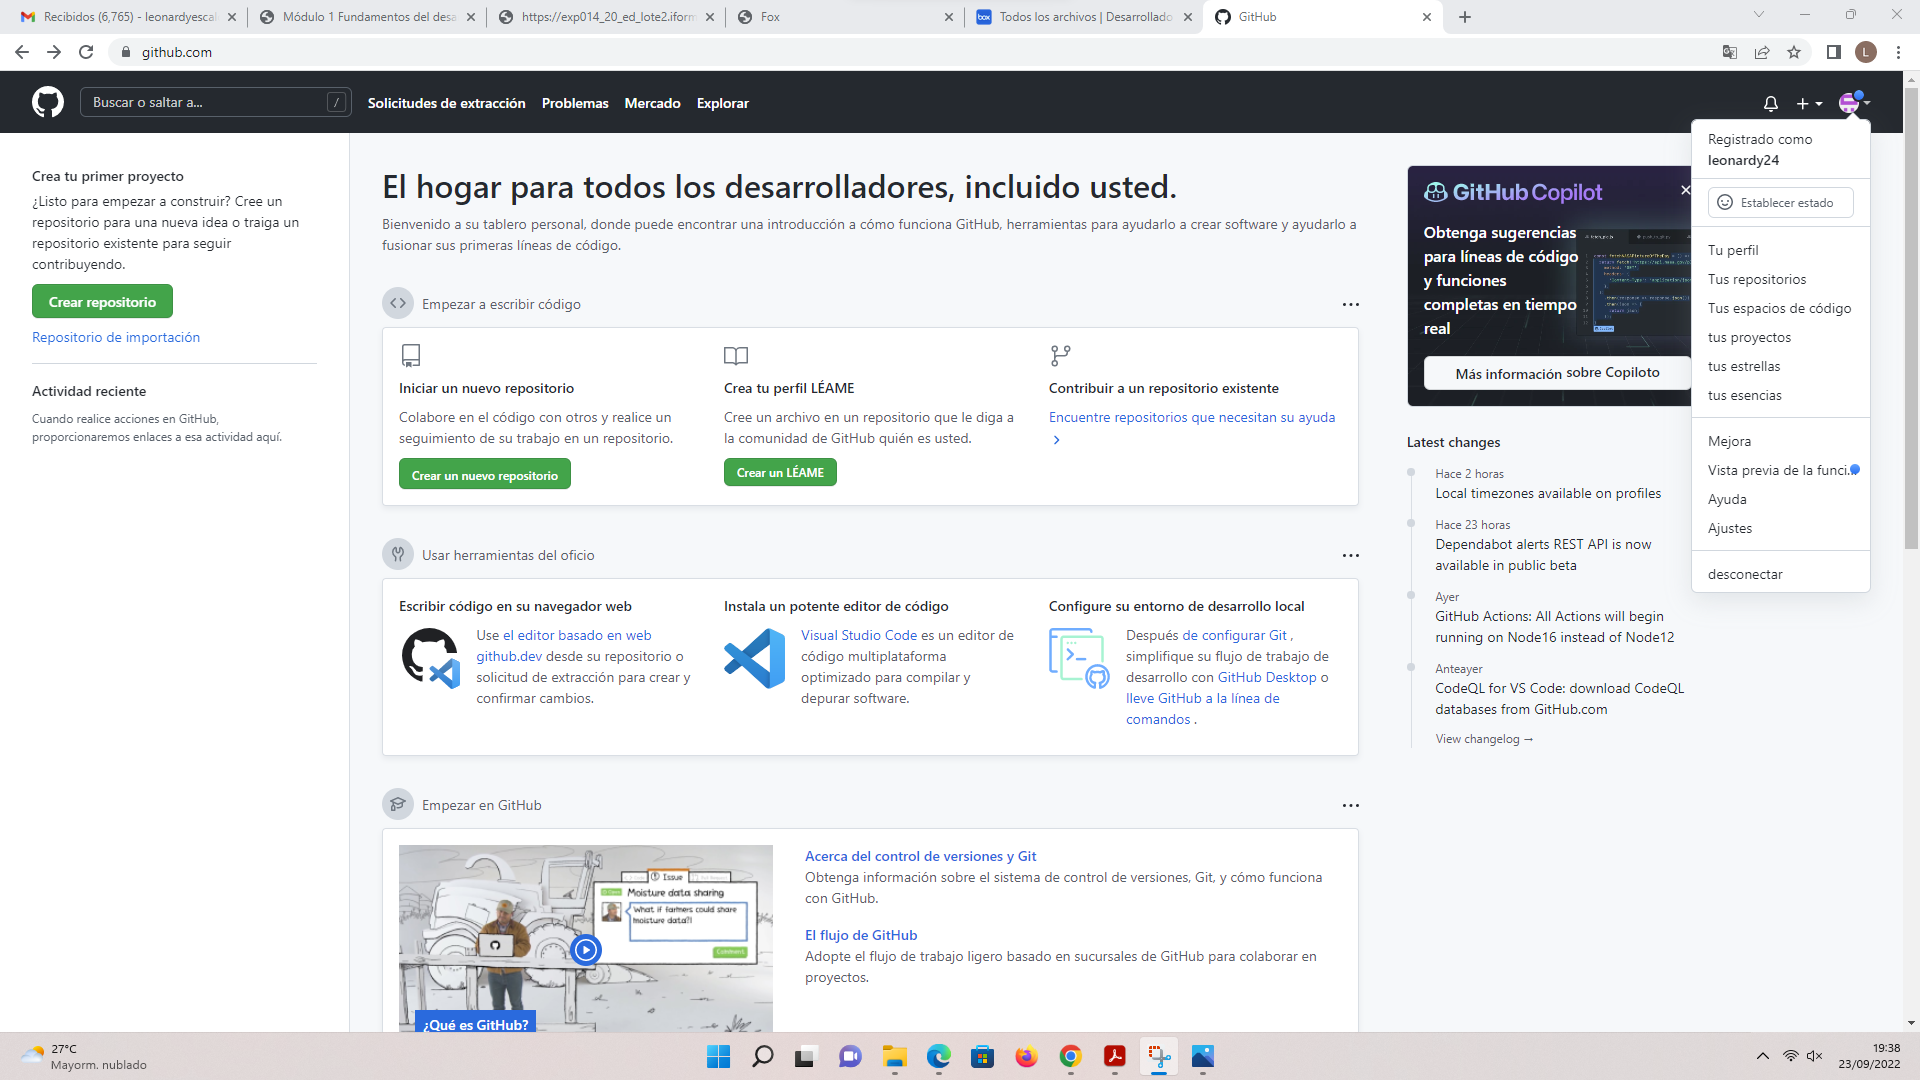 Recibidos (6,765) - leonardyescal
Módulo 1 Fundamentos del desa
https://exp014_20_ed_lote2.iform
Fox
Todos los archivos | Desarrollado
GitHub
github.com
L
Buscar o saltar a...
/
Solicitudes de extracción
Problemas
Mercado
Explorar
Crea tu primer proyecto
¿Listo para empezar a construir? Cree un
repositorio para una nueva idea o traiga un
repositorio existente para seguir
contribuyendo.
Crear repositorio
Repositorio de importación
Actividad reciente
Cuando realice acciones en GitHub,
proporcionaremos enlaces a esa actividad aquí.
El hogar para todos los desarrolladores, incluido usted.
Bienvenido a su tablero personal, donde puede encontrar una introducción a cómo funciona GitHub, herramientas para ayudarlo a crear software y ayudarlo a
fusionar sus primeras líneas de código.
Empezar a escribir código
Iniciar un nuevo repositorio
Colabore en el código con otros y realice un
seguimiento de su trabajo en un repositorio.
Crear un nuevo repositorio
Crea tu perfil LÉAME
Cree un archivo en un repositorio que le diga a
la comunidad de GitHub quién es usted.
Crear un LÉAME
Contribuir a un repositorio existente
Encuentre repositorios que necesitan su ayuda
Usar herramientas del oficio
Escribir código en su navegador web
Use el editor basado en web
github.dev desde su repositorio o
solicitud de extracción para crear y
confirmar cambios.
Instala un potente editor de código
Visual Studio Code es un editor de
código multiplataforma
optimizado para compilar y
depurar software.
Configure su entorno de desarrollo local
Después de configurar Git ,
simplifique su flujo de trabajo de
desarrollo con GitHub Desktop o
lleve GitHub a la línea de
comandos .
Empezar en GitHub
Issue
Moisture data sharing
What if farmers could share
moisture data?!
Comment
¿Qué es GitHub?
Acerca del control de versiones y Git
Obtenga información sobre el sistema de control de versiones, Git, y cómo funciona
con GitHub.
El flujo de GitHub
Adopte el flujo de trabajo ligero basado en sucursales de GitHub para colaborar en
proyectos.
GitHub Copilot
Obtenga sugerencias
para líneas de código
y funciones
completas en tiempo
real
Más información sobre Copiloto
Latest changes
Hace 2 horas
Local timezones available on profiles
Hace 23 horas
Dependabot alerts REST API is now
available in public beta
Ayer
GitHub Actions: All Actions will begin
running on Node16 instead of Node12
Anteayer
CodeQL for VS Code: download CodeQL
databases from GitHub.com
View changelog →
Registrado como
leonardy24
Establecer estado
Tu perfil
Tus repositorios
Tus espacios de código
tus proyectos
tus estrellas
tus esencias
Mejora
Vista previa de la funci...
Ayuda
Ajustes
desconectar
27°C
Mayorm. nublado
19:38
23/09/2022